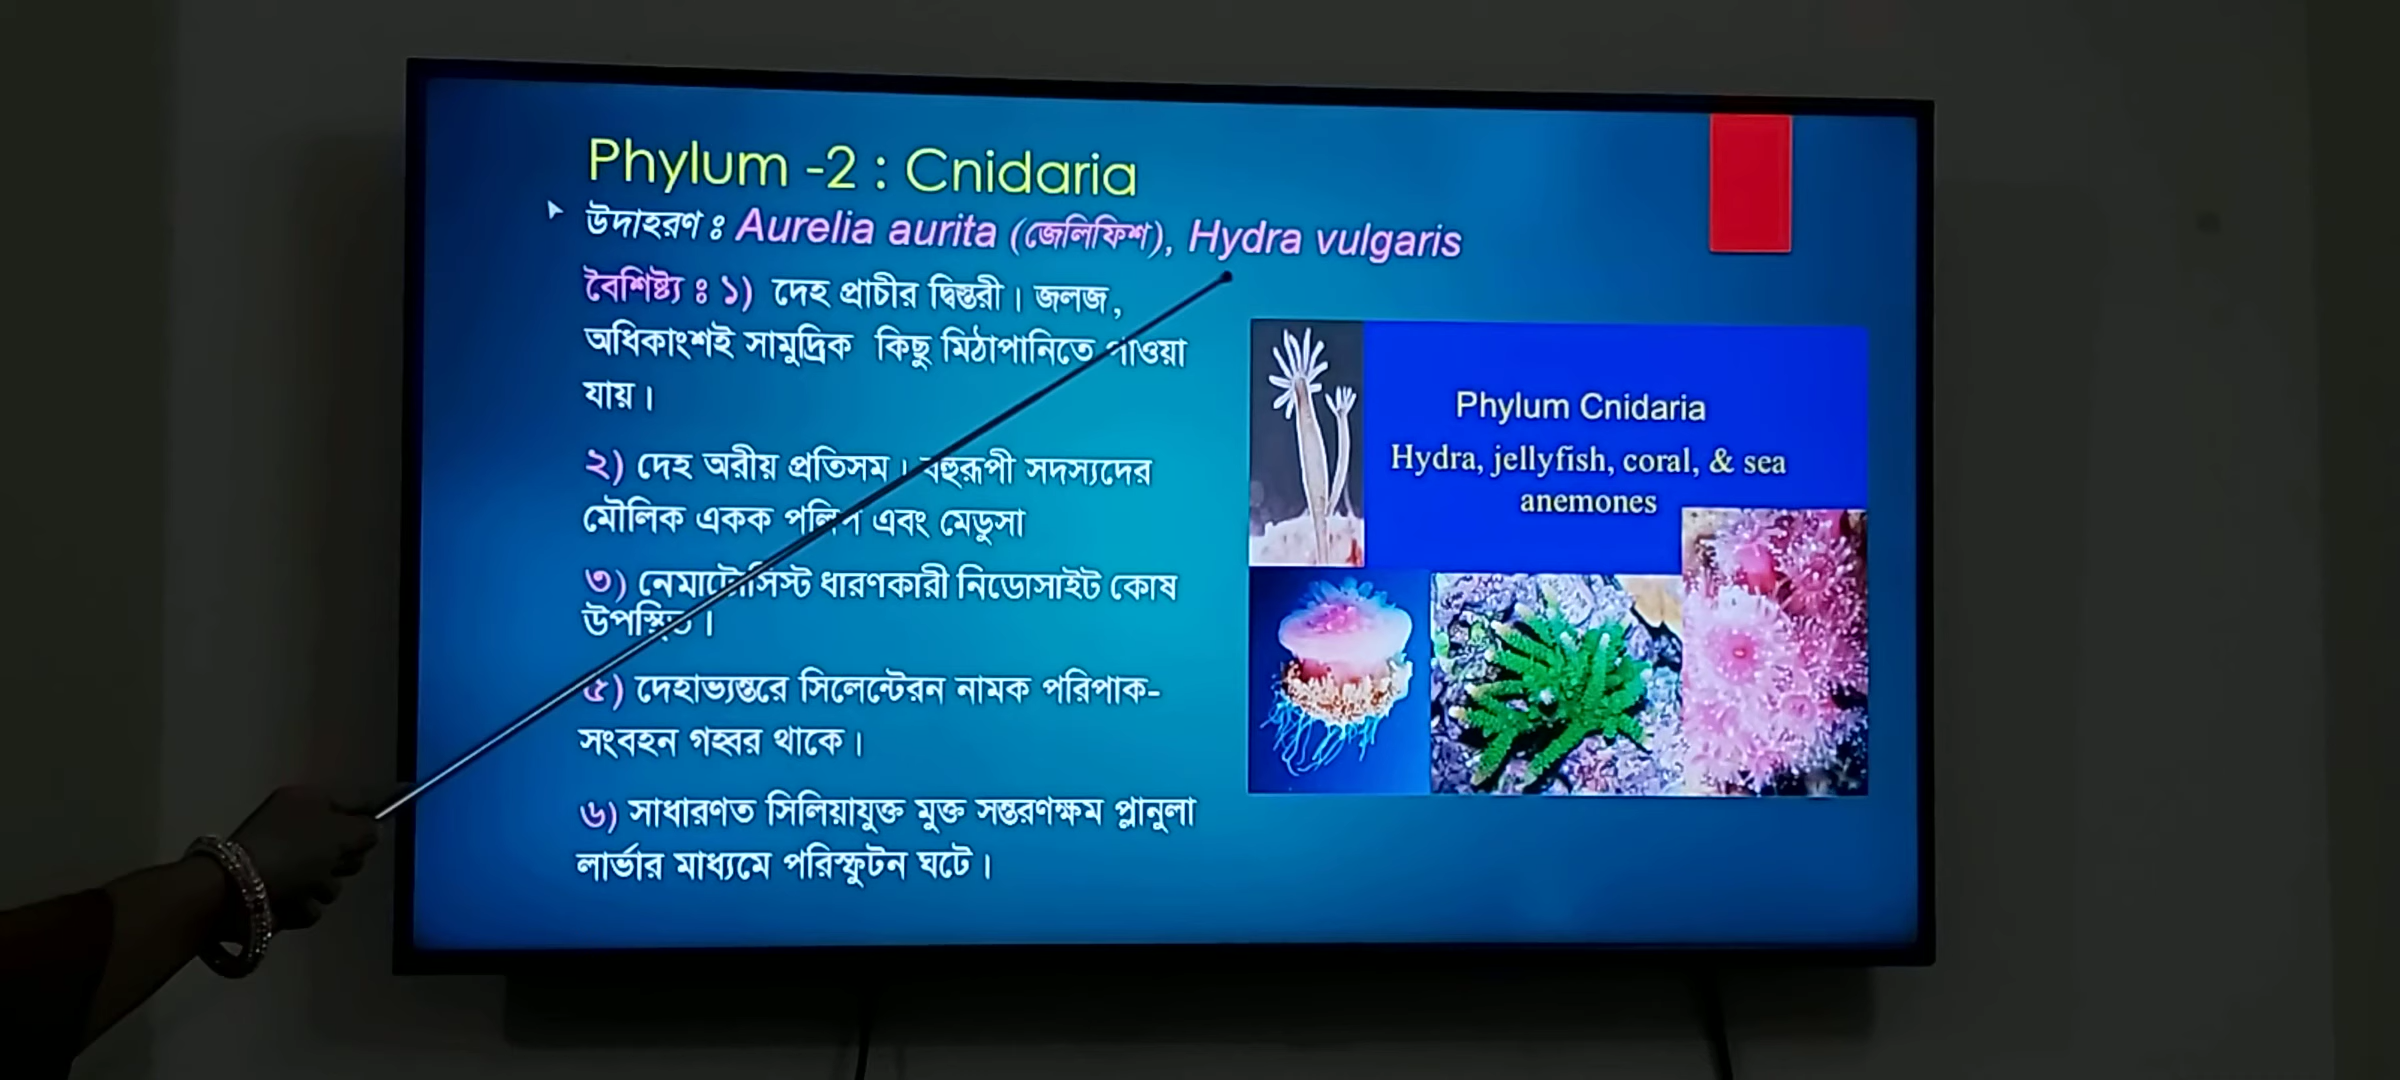 Phylum -2 : Cnidaria
উদাহরণ ঃ Aurelia aurita (জেলিফিশ), Hydra vulgaris
বৈশিষ্ট্য ঃ ১) দেহ প্রাচীর দ্বিস্তরী। জলজ,
অধিকাংশই সামুদ্রিক কিছু মিঠাপানিতে পাওয়া
যায়।
২) দেহ অরীয় প্রতিসম। বহুরূপী সদস্যদের
মৌলিক একক পলিপ এবং মেডুসা
৩) নেমাটোসিস্ট ধারণকারী নিডোসাইট কোষ
উপস্থিত।
৫) দেহাভ্যন্তরে সিলেন্টেরন নামক পরিপাক-
সংবহন গহ্বর থাকে।
৬) সাধারণত সিলিয়াযুক্ত মুক্ত সন্তরণক্ষম প্লানুলা
লার্ভার মাধ্যমে পরিস্ফুটন ঘটে।
Phylum Cnidaria
Hydra, jellyfish, coral, & sea
anemones